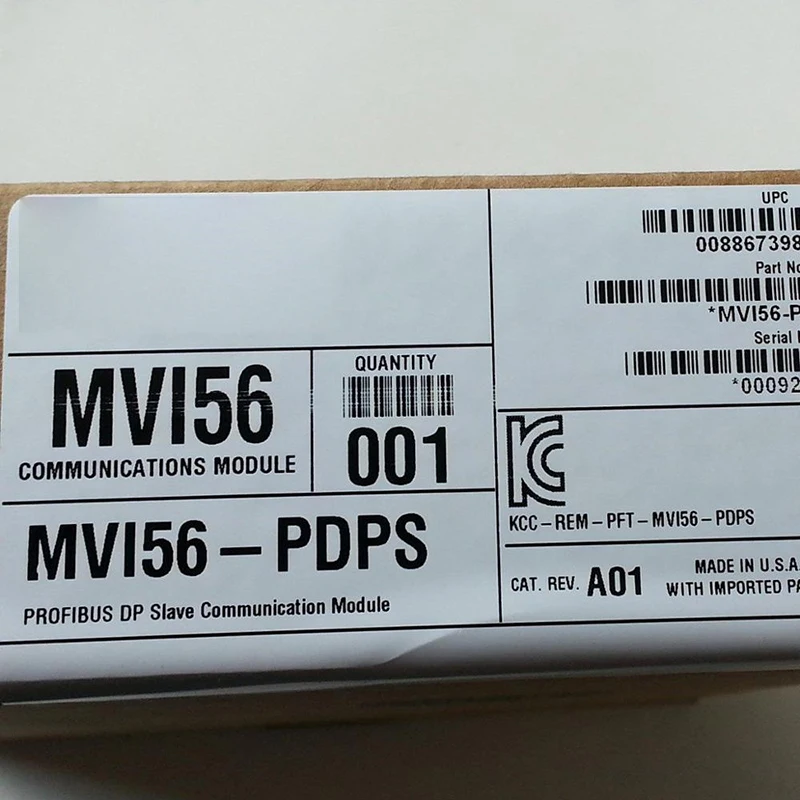 UPC
008867398
Part No
*MVI56-P
Serial
*00092
MVI56
COMMUNICATIONS MODULE
QUANTITY
001
MVI56-PDPS
PROFIBUS DP Slave Communication Module
KC
KCC-REM-PFT-MVI56-PDPS
CAT. REV. A01
MADE IN U.S.A.
WITH IMPORTED PA